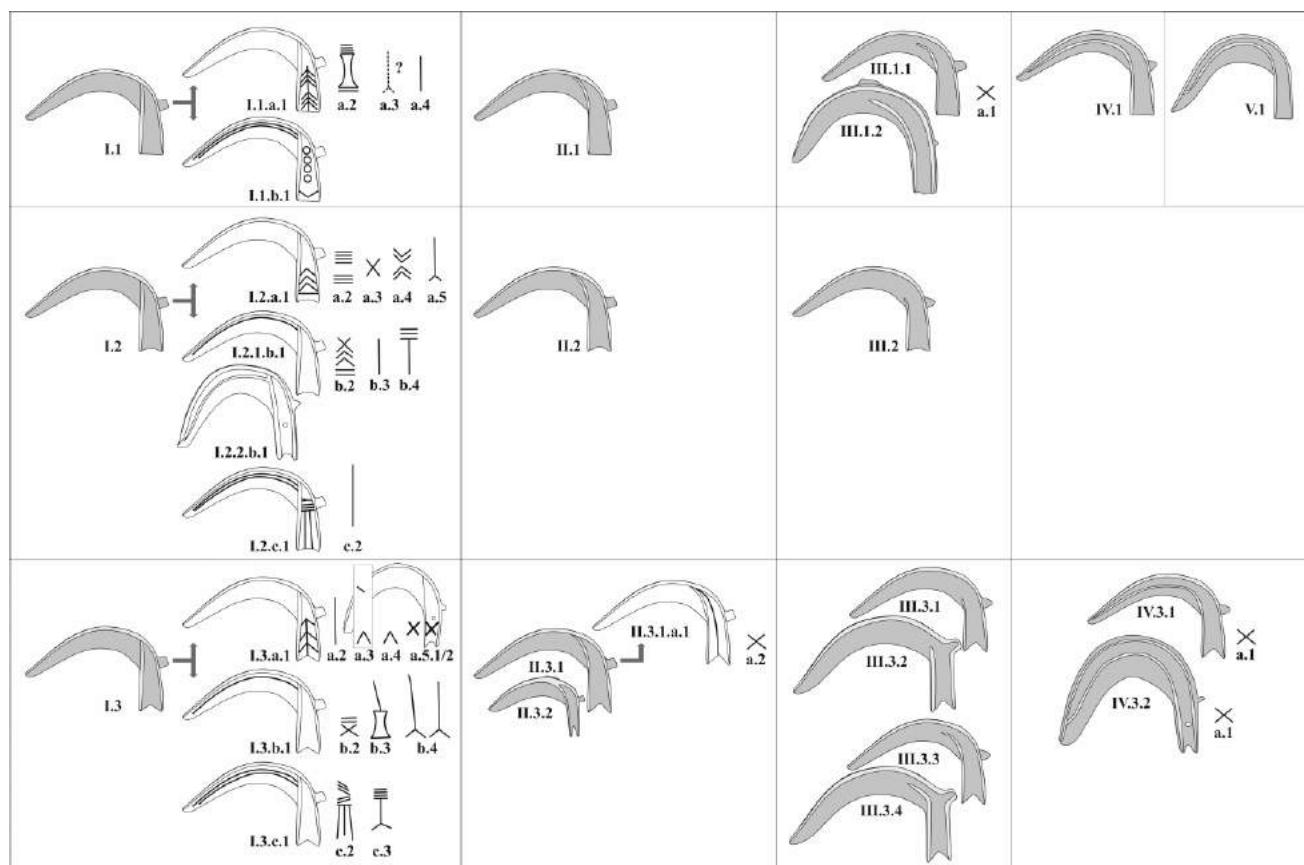 I.1
I.1.a.1
a.2
?
a.3
a.4
I.1.b.1
II.1
III.1.1
a.1
III.1.2
IV.1
V.1
I.2
I.2.a.1
a.2
a.3
a.4
a.5
I.2.1.b.1
b.2
b.3
b.4
I.2.2.b.1
I.2.c.1
c.2
II.2
III.2
I.3
I.3.a.1
a.2
a.3
a.4
a.5.1/2
I.3.b.1
b.2
b.3
b.4
I.3.c.1
c.2
c.3
II.3.1
II.3.2
II.3.1.a.1
a.2
III.3.1
III.3.2
III.3.3
III.3.4
IV.3.1
a.1
IV.3.2
a.1